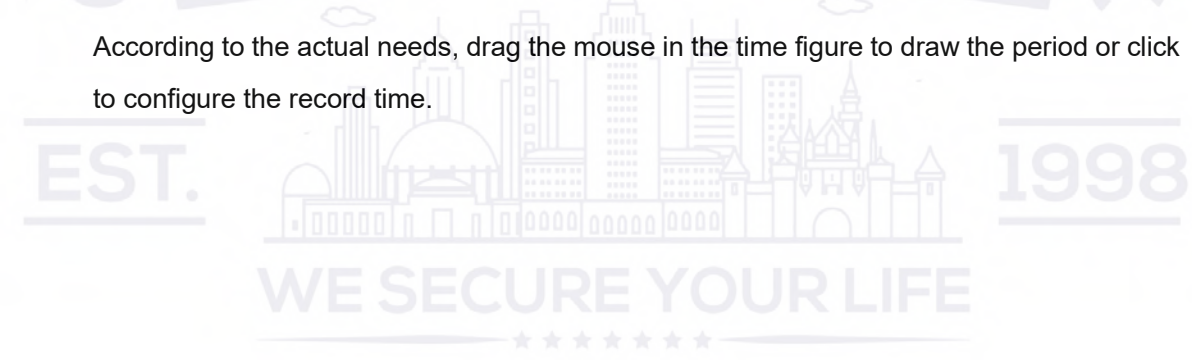 According to the actual needs, drag the mouse in the time figure to draw the period or click
to configure the record time.
EST.
1998
WE SECURE YOUR LIFE